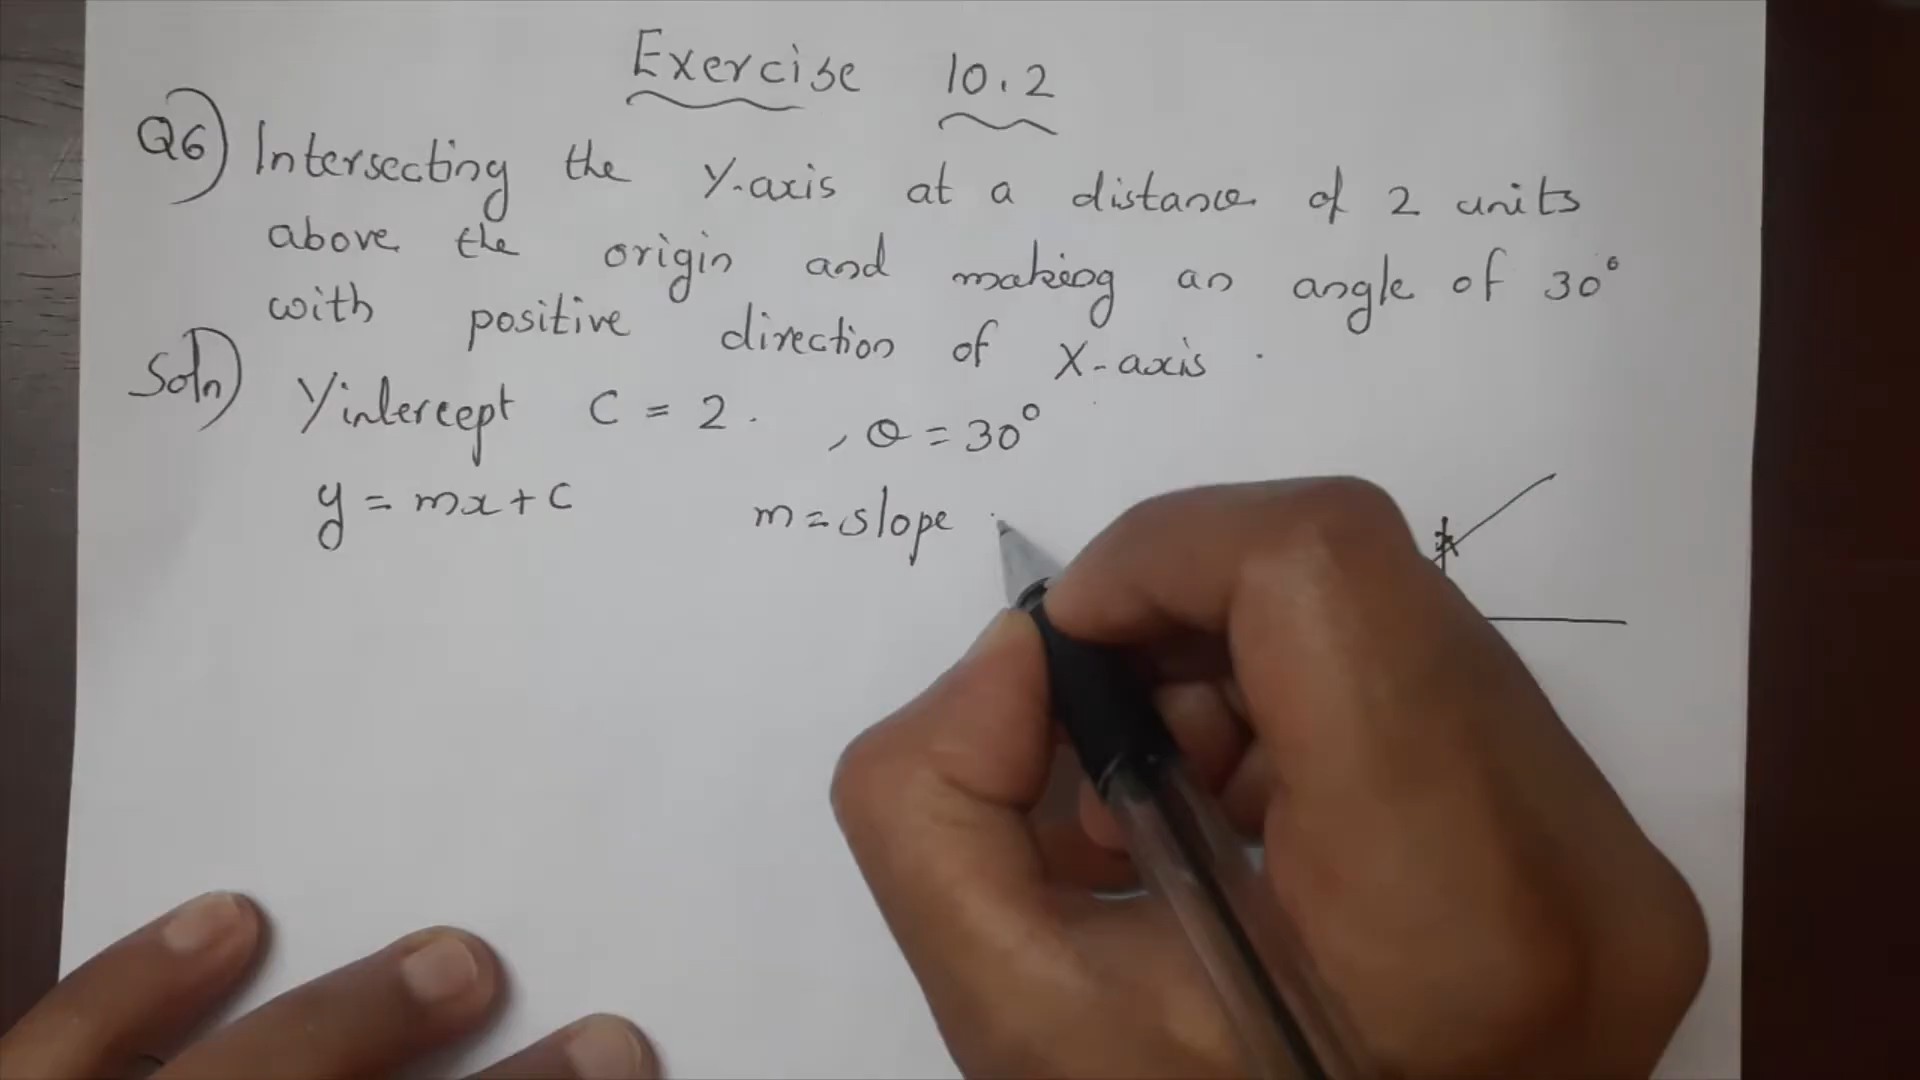 Exercise 10.2
Q6) Intersecting the Y-axis at a distance of 2 units
above the origin and making an angle of 30°
with positive direction of X-axis.
Soln) Y intercept C = 2. , θ = 30°
y = mx + c m = slope